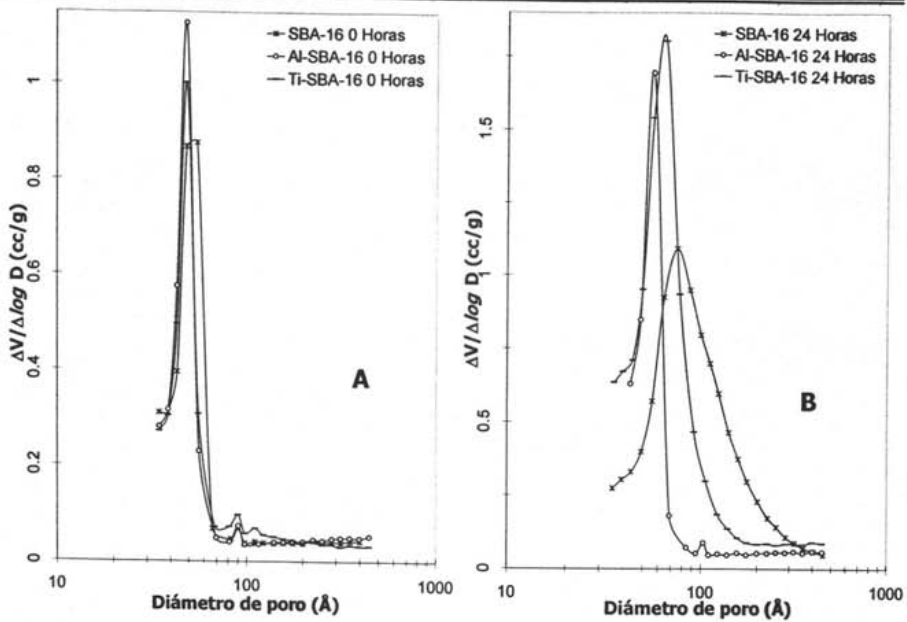 SBA-16 0 Horas
Al-SBA-16 0 Horas
Ti-SBA-16 0 Horas
ΔV/Δlog D (cc/g)
1
0.8
0.6
0.4
0.2
0
A
10
100
1000
Diámetro de poro (Å)
SBA-16 24 Horas
Al-SBA-16 24 Horas
Ti-SBA-16 24 Horas
ΔV/Δlog D (cc/g)
1.5
1
0.5
0
B
10
100
1000
Diámetro de poro (Å)